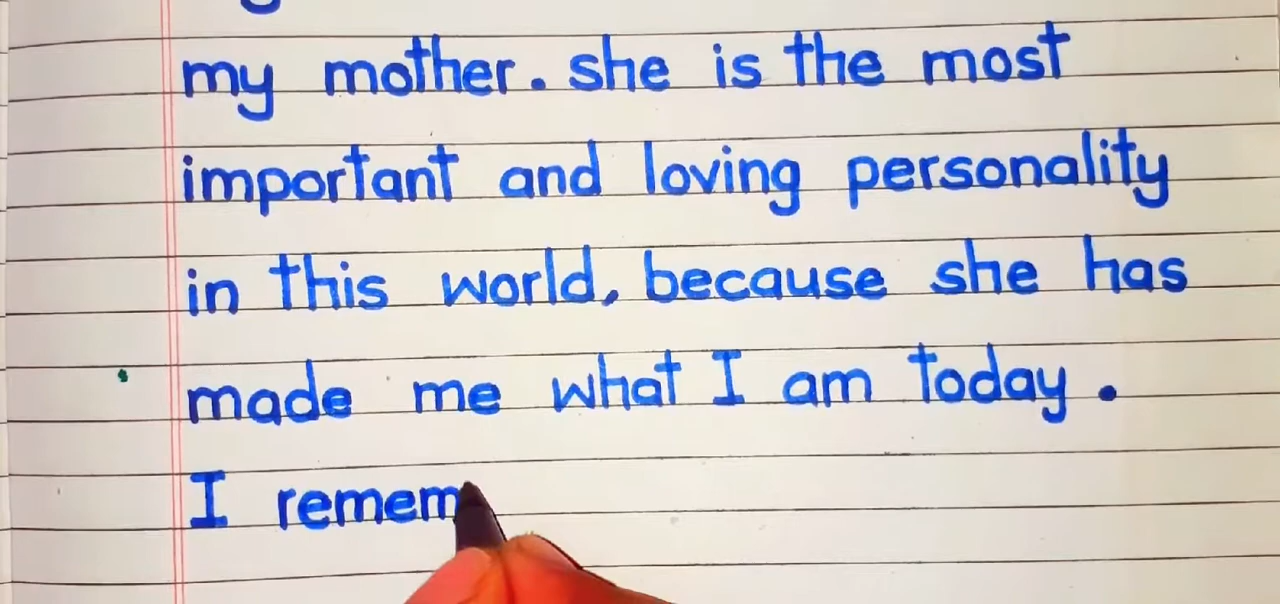 my mother. she is the most
important and loving personality
in this world, because she has
made me what I am today.
I remem